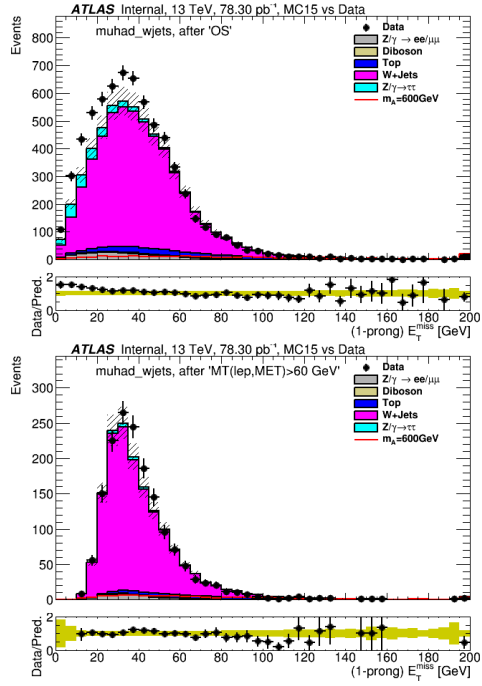 ATLAS Internal, 13 TeV, 78.30 pb⁻¹, MC15 vs Data
Events
muhad_wjets, after 'OS'
Data
Z/γ → ee/μμ
Diboson
Top
W+Jets
Z/γ→ττ
m_A=600GeV
800
700
600
500
400
300
200
100
0
Data/Pred.
2
1
0
0 20 40 60 80 100 120 140 160 180 200
(1-prong) E_T^miss [GeV]
ATLAS Internal, 13 TeV, 78.30 pb⁻¹, MC15 vs Data
Events
muhad_wjets, after 'MT(lep,MET)>60 GeV'
Data
Z/γ → ee/μμ
Diboson
Top
W+Jets
Z/γ→ττ
m_A=600GeV
300
250
200
150
100
50
0
Data/Pred.
2
1
0
0 20 40 60 80 100 120 140 160 180 200
(1-prong) E_T^miss [GeV]